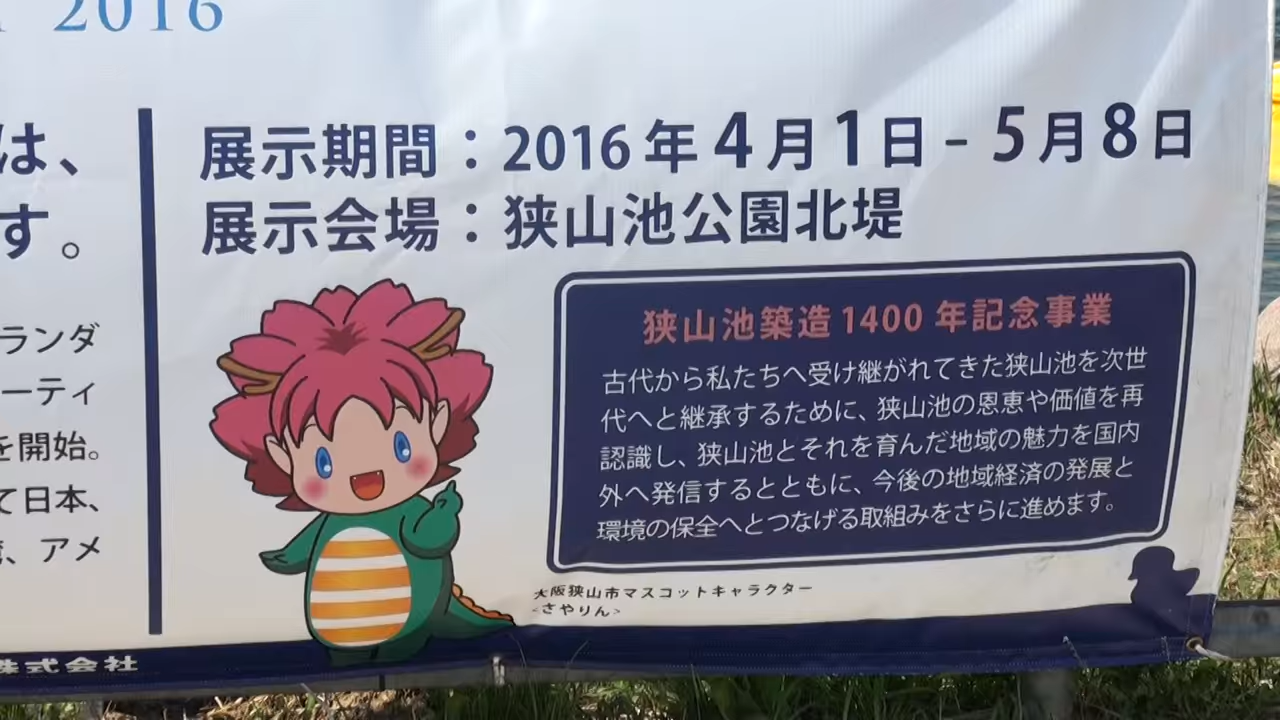 2016
は、
す。
ランダ
ーティ
を開始。
て日本、
、アメ
株式会社
展示期間：2016年4月1日 - 5月8日
展示会場：狭山池公園北堤
狭山池築造1400年記念事業
古代から私たちへ受け継がれてきた狭山池を次世
代へと継承するために、狭山池の恩恵や価値を再
認識し、狭山池とそれを育んだ地域の魅力を国内
外へ発信するとともに、今後の地域経済の発展と
環境の保全へとつなげる取組みをさらに進めます。
大阪狭山市マスコットキャラクター
<さやりん>